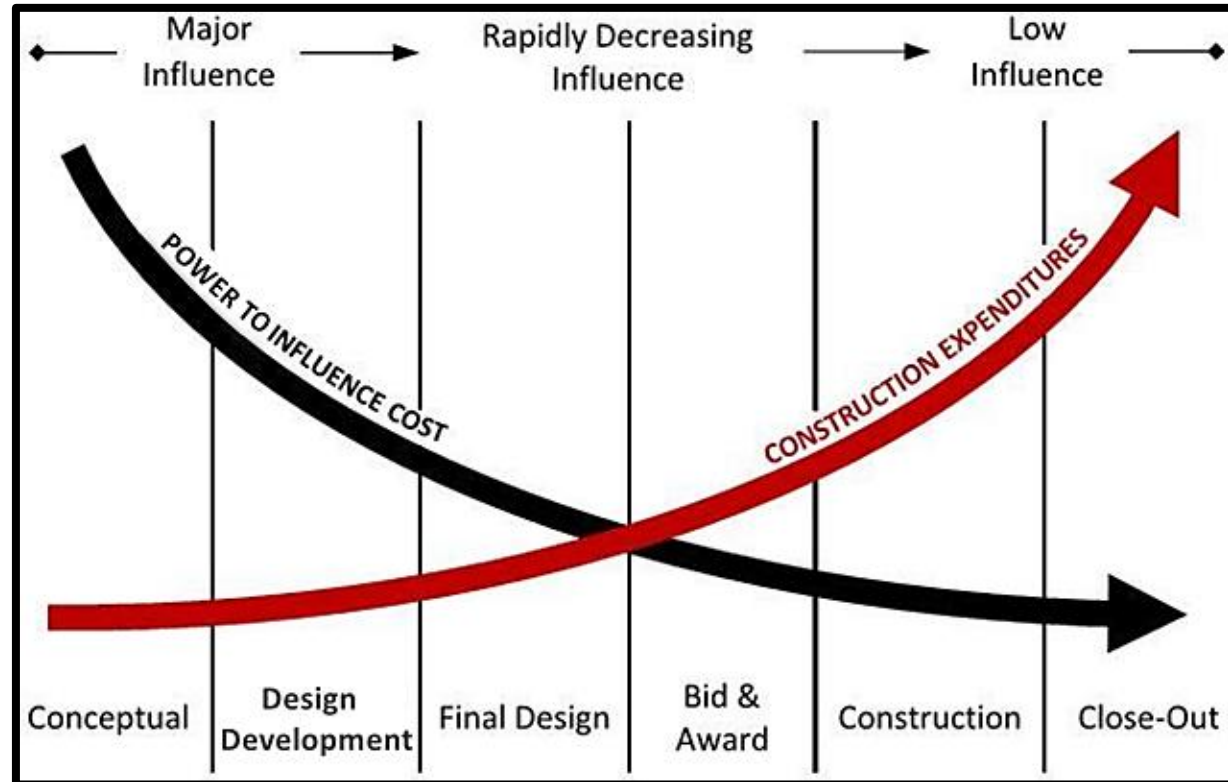 Major
Influence
Rapidly Decreasing
Influence
Low
Influence
POWER TO INFLUENCE COST
CONSTRUCTION EXPENDITURES
Conceptual
Design
Development
Final Design
Bid &
Award
Construction
Close-Out